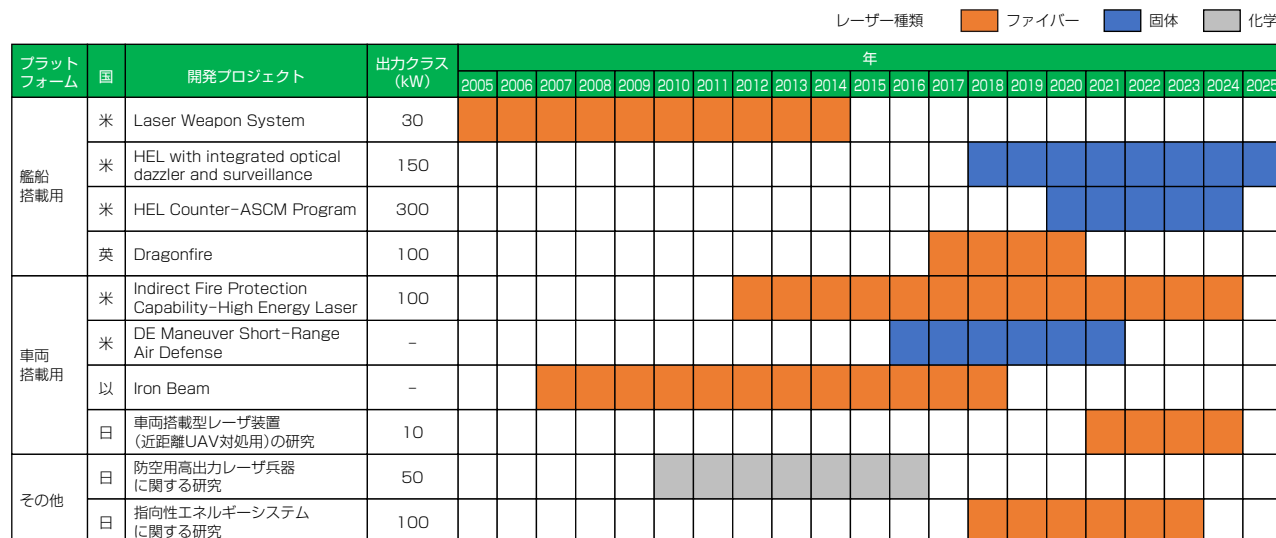 レーザー種類 ファイバー 固体 化学
プラット
フォーム
国
開発プロジェクト
出力クラス
(kW)
年
2005 2006 2007 2008 2009 2010 2011 2012 2013 2014 2015 2016 2017 2018 2019 2020 2021 2022 2023 2024 2025
艦船
搭載用
米 Laser Weapon System 30
米 HEL with integrated optical
dazzler and surveillance 150
米 HEL Counter-ASCM Program 300
英 Dragonfire 100
車両
搭載用
米 Indirect Fire Protection
Capability-High Energy Laser 100
米 DE Maneuver Short-Range
Air Defense –
以 Iron Beam –
日 車両搭載型レーザ装置
(近距離UAV対処用)の研究 10
その他
日 防空用高出力レーザ兵器
に関する研究 50
日 指向性エネルギーシステム
に関する研究 100